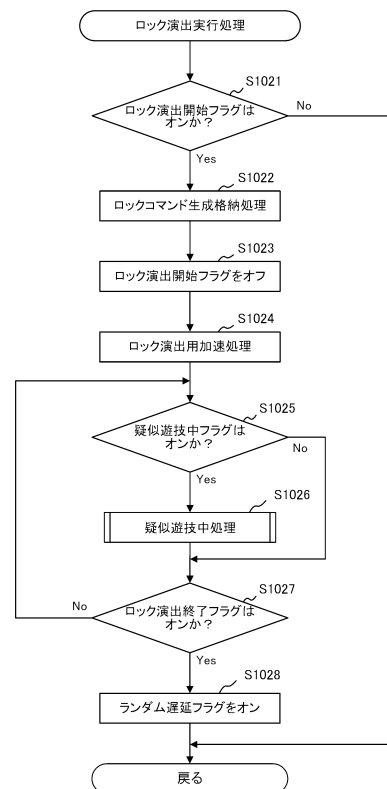 ロック演出実行処理
S1021
ロック演出開始フラグは
オンか？
No
Yes
S1022
ロックコマンド生成格納処理
S1023
ロック演出開始フラグをオフ
S1024
ロック演出用加速処理
S1025
疑似遊技中フラグは
オンか？
No
Yes
S1026
疑似遊技中処理
S1027
ロック演出終了フラグは
オンか？
No
Yes
S1028
ランダム遅延フラグをオン
戻る